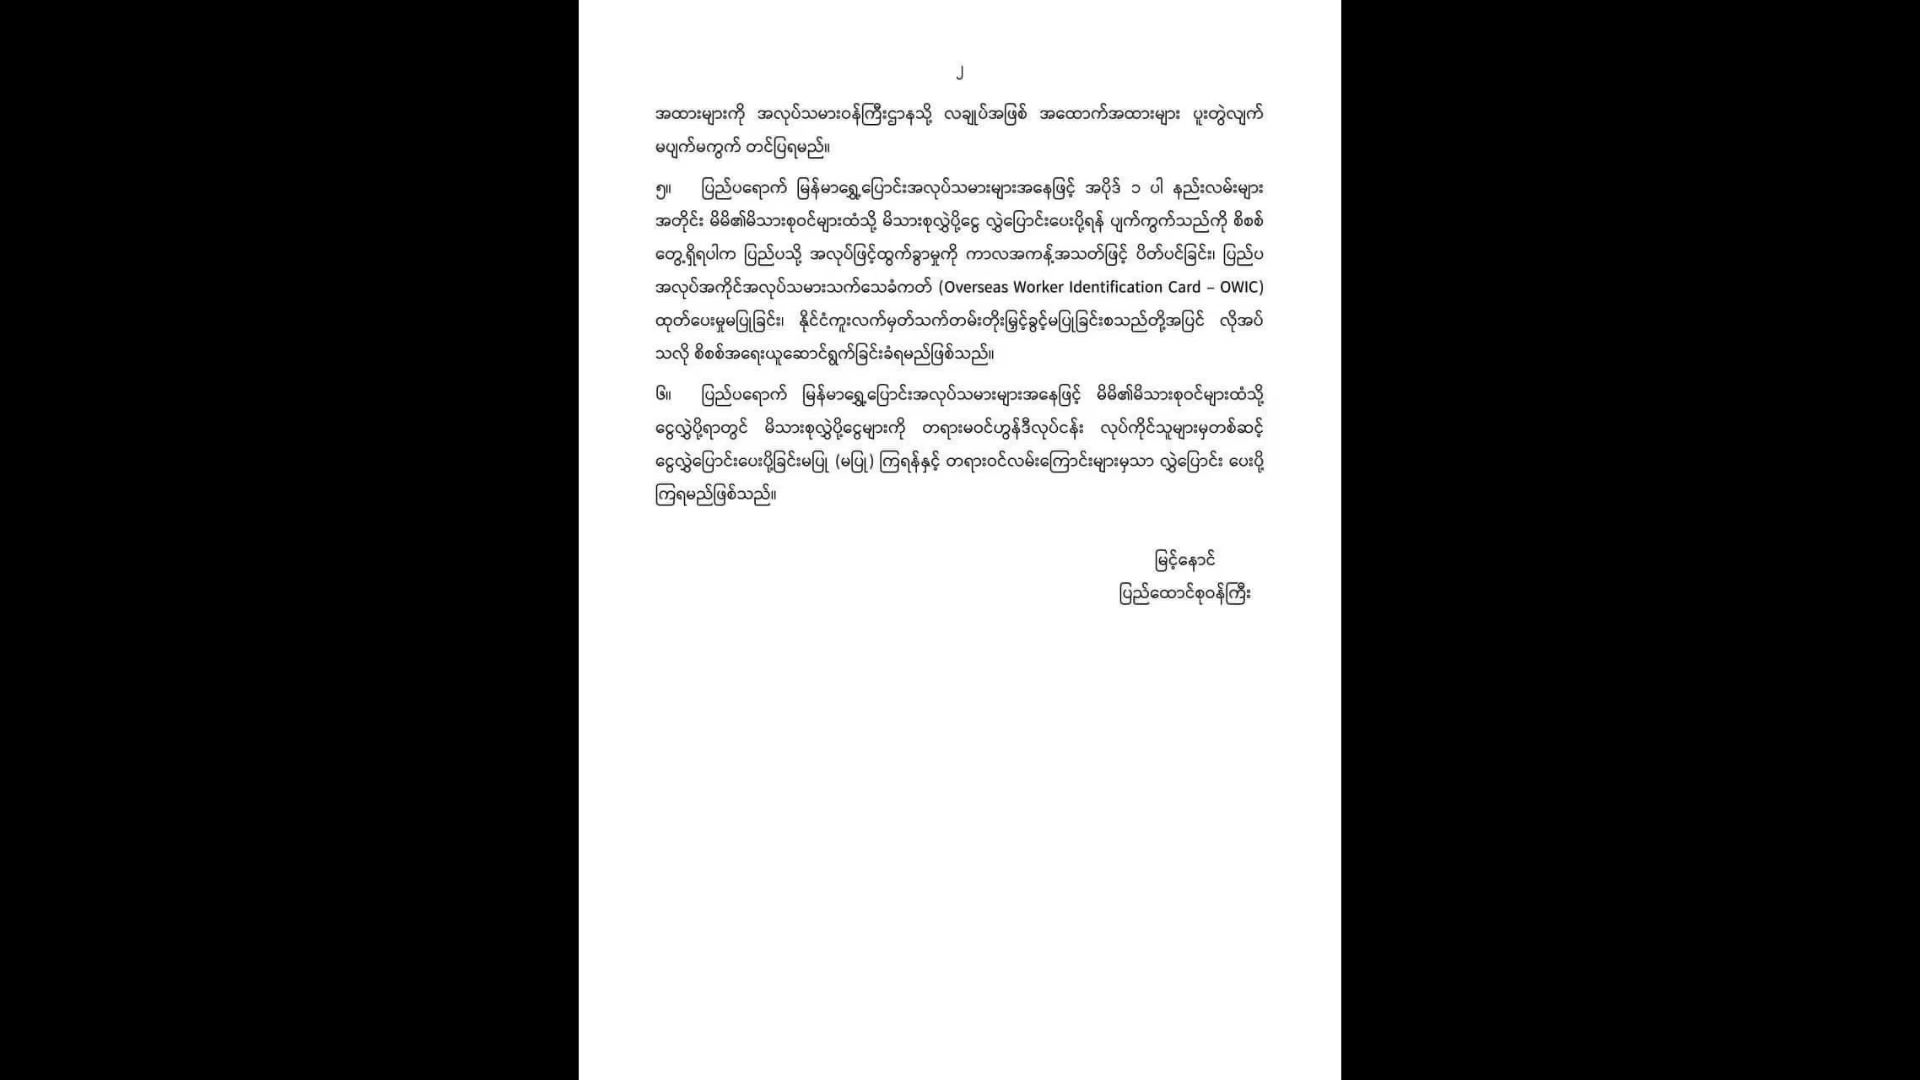 ၂
အထားများကို အလုပ်သမားဝန်ကြီးဌာနသို့ လချုပ်အဖြစ် အထောက်အထားများ ပူးတွဲလျက်
မပျက်မကွက် တင်ပြရမည်။
၅။ ပြည်ပရောက် မြန်မာရွှေ့ပြောင်းအလုပ်သမားများအနေဖြင့် အပိုဒ် ၁ ပါ နည်းလမ်းများ
အတိုင်း မိမိ၏မိသားစုဝင်များထံသို့ မိသားစုလွှဲပို့ငွေ လွှဲပြောင်းပေးပို့ရန် ပျက်ကွက်သည်ကို စိစစ်
တွေ့ရှိရပါက ပြည်ပသို့ အလုပ်ဖြင့်ထွက်ခွာမှုကို ကာလအကန့်အသတ်ဖြင့် ပိတ်ပင်ခြင်း၊ ပြည်ပ
အလုပ်အကိုင်အလုပ်သမားသက်သေခံကတ် (Overseas Worker Identification Card – OWIC)
ထုတ်ပေးမှုမပြုခြင်း၊ နိုင်ငံကူးလက်မှတ်သက်တမ်းတိုးမြှင့်ခွင့်မပြုခြင်းစသည်တို့အပြင် လိုအပ်
သလို စိစစ်အရေးယူဆောင်ရွက်ခြင်းခံရမည်ဖြစ်သည်။
၆။ ပြည်ပရောက် မြန်မာရွှေ့ပြောင်းအလုပ်သမားများအနေဖြင့် မိမိ၏မိသားစုဝင်များထံသို့
ငွေလွှဲပို့ရာတွင် မိသားစုလွှဲပို့ငွေများကို တရားမဝင်ဟွန်ဒီလုပ်ငန်း လုပ်ကိုင်သူများမှတစ်ဆင့်
ငွေလွှဲပြောင်းပေးပို့ခြင်းမပြု (မပြု) ကြရန်နှင့် တရားဝင်လမ်းကြောင်းများမှသာ လွှဲပြောင်း ပေးပို့
ကြရမည်ဖြစ်သည်။
မြင့်နောင်
ပြည်ထောင်စုဝန်ကြီး